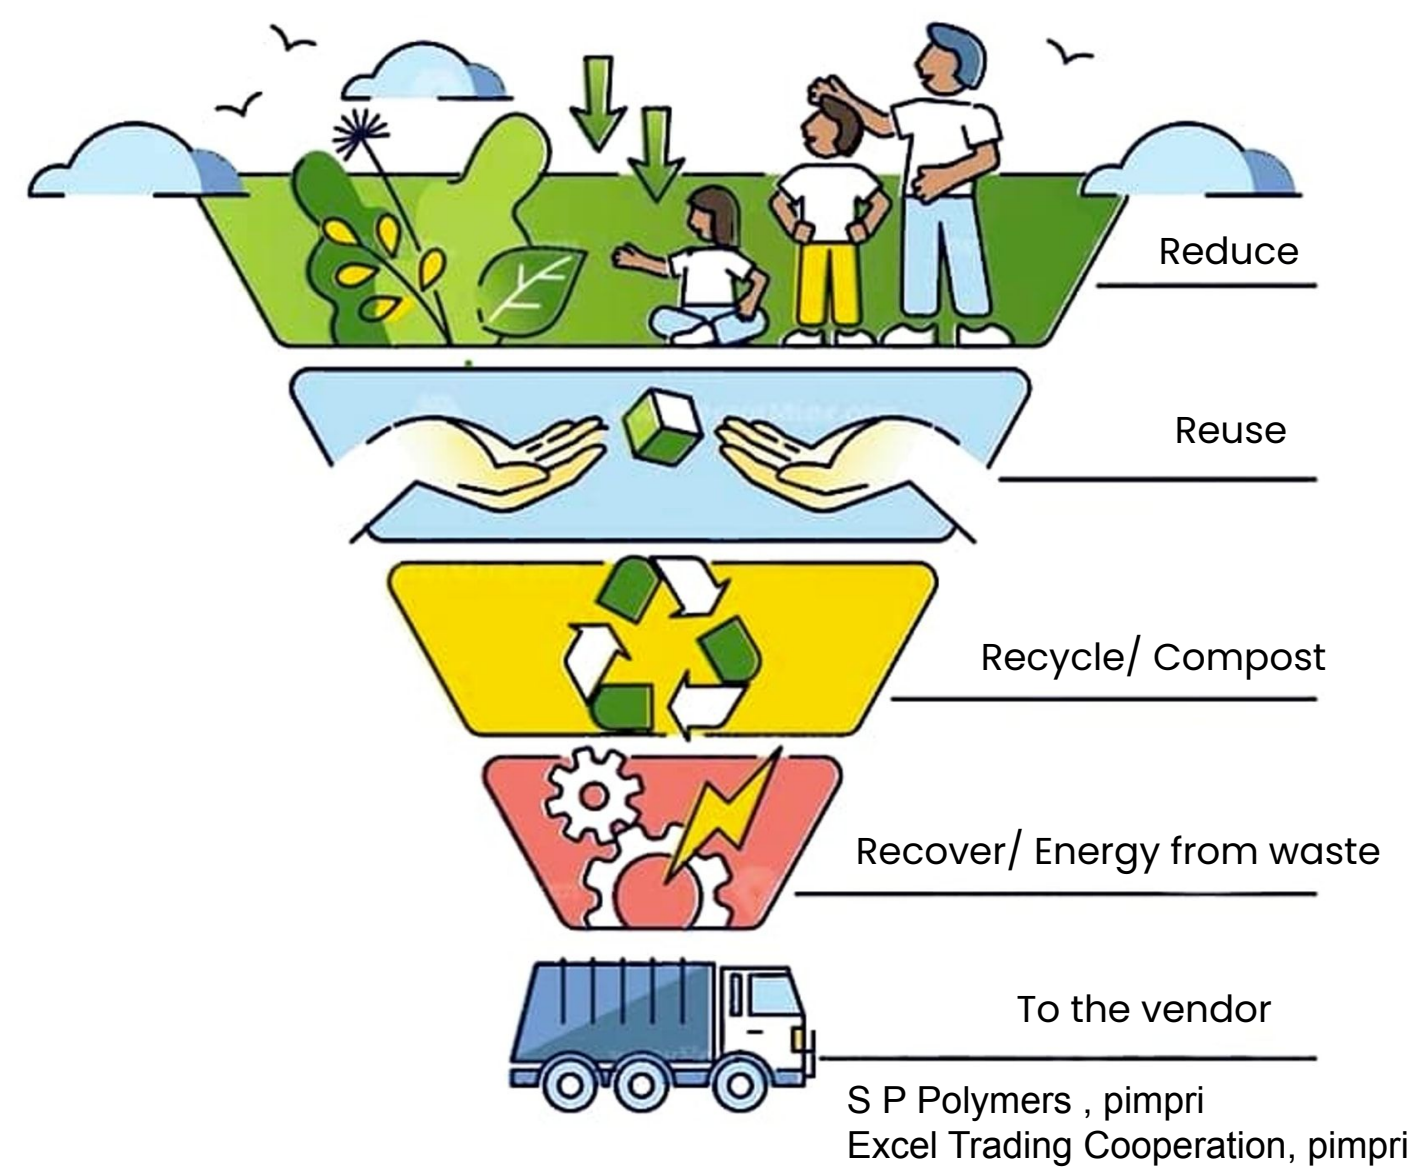 Reduce
Reuse
Recycle/ Compost
Recover/ Energy from waste
To the vendor
S P Polymers , pimpri
Excel Trading Cooperation, pimpri